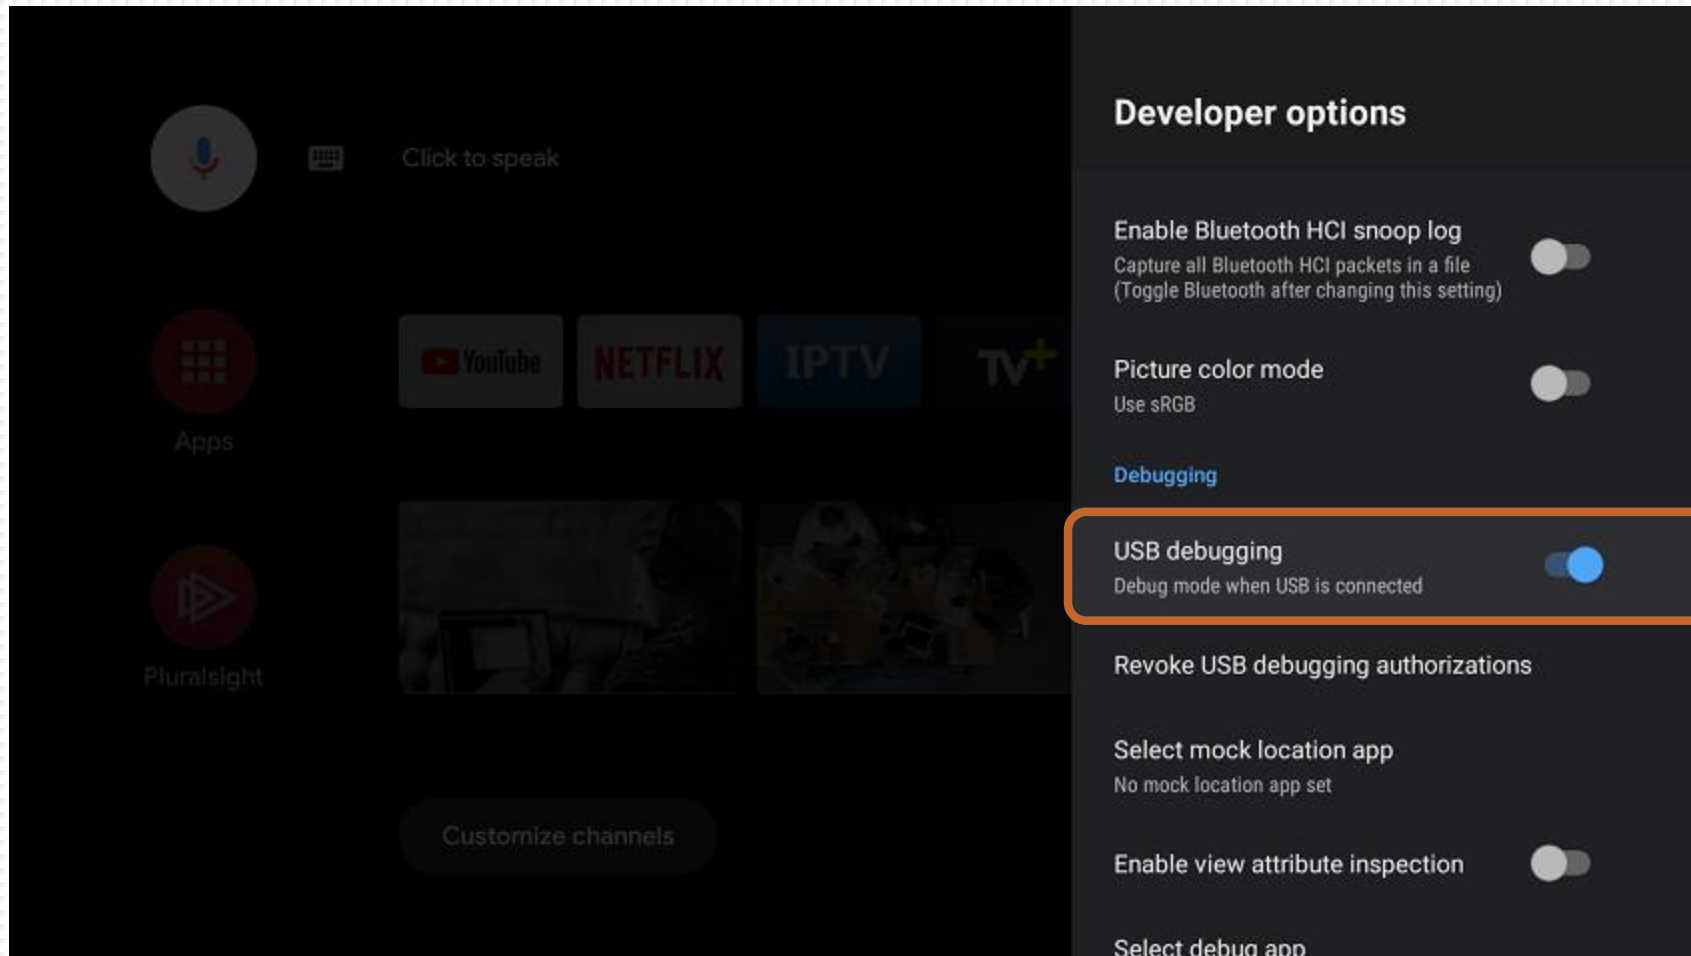 Click to speak
Apps
YouTube
NETFLIX
IPTV
TV+
Pluralsight
Customize channels
Developer options
Enable Bluetooth HCI snoop log
Capture all Bluetooth HCI packets in a file
(Toggle Bluetooth after changing this setting)
Picture color mode
Use sRGB
Debugging
USB debugging
Debug mode when USB is connected
Revoke USB debugging authorizations
Select mock location app
No mock location app set
Enable view attribute inspection
Select debug app